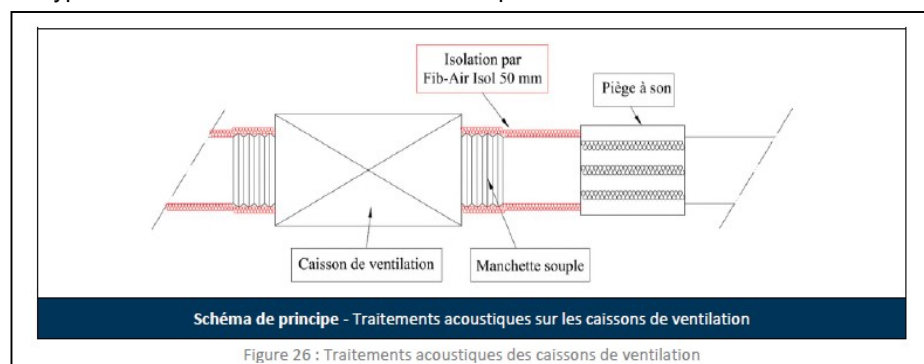 Isolation par
Fib-Air Isol 50 mm
Piège à son
Caisson de ventilation
Manchette souple
Schéma de principe - Traitements acoustiques sur les caissons de ventilation
Figure 26 : Traitements acoustiques des caissons de ventilation